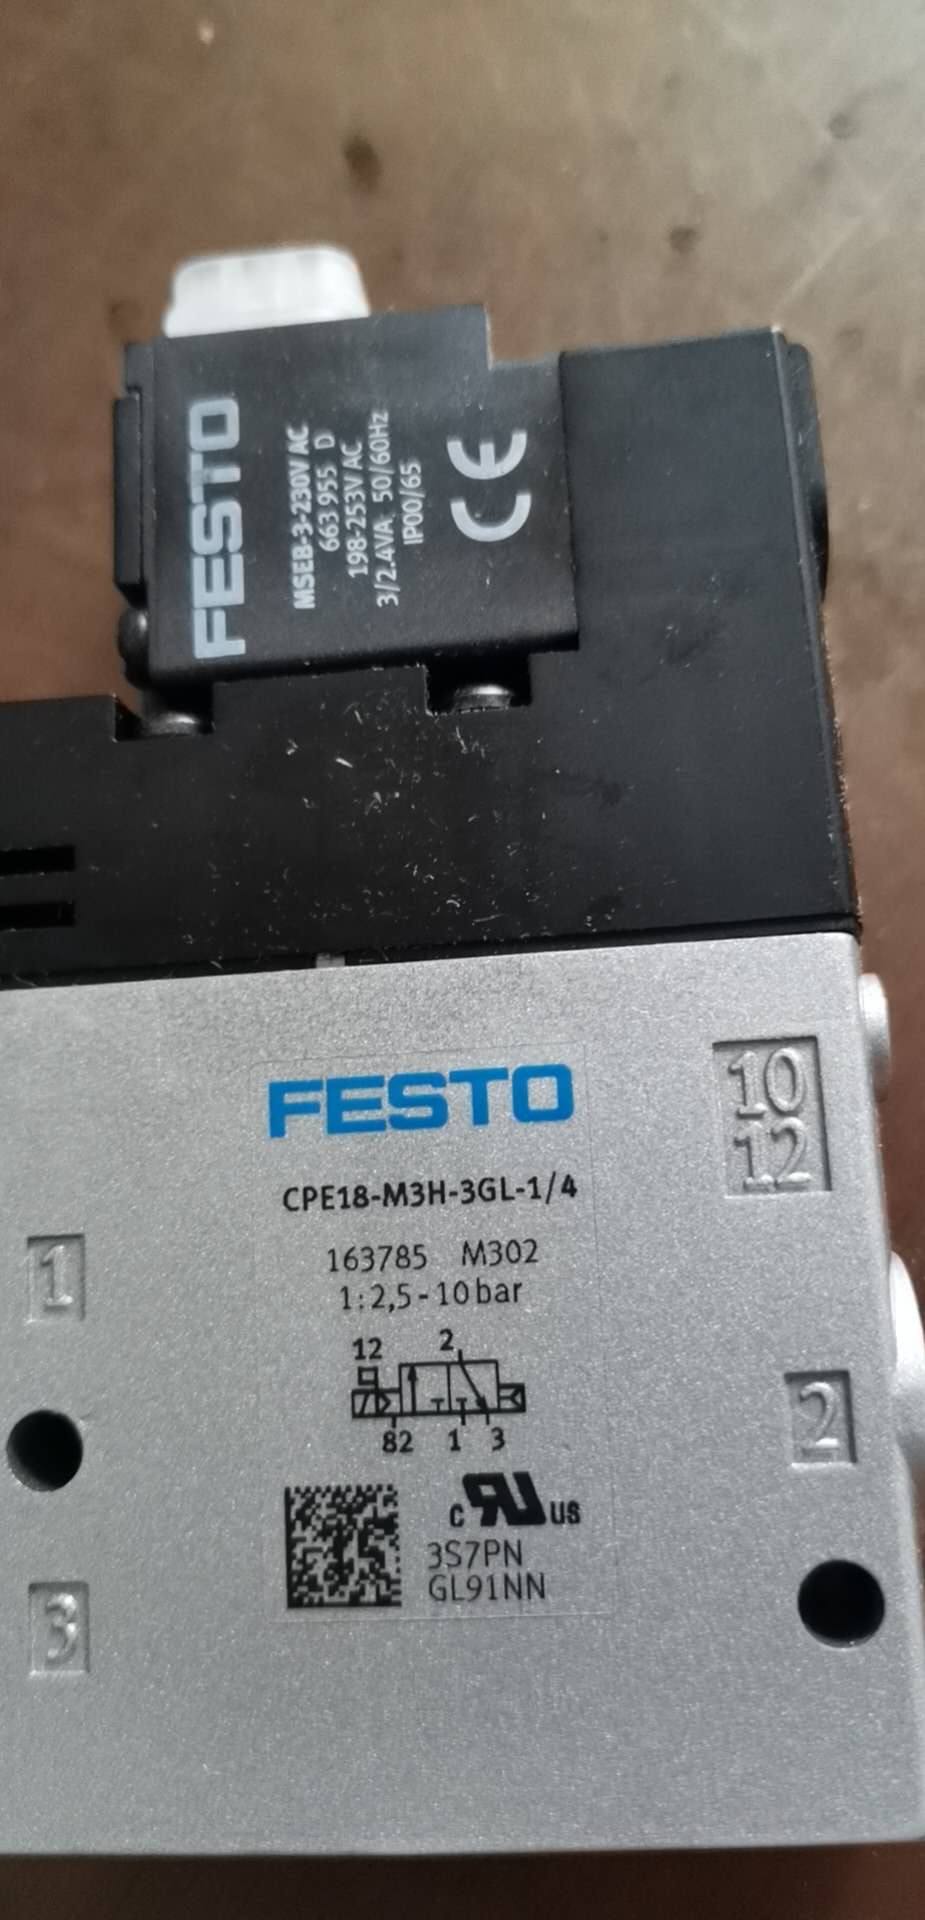 FESTO
MSEB-3-230V AC
663 955 D
198-253V AC
3/2.4VA 50/60Hz
IP00/65
CE
FESTO
CPE18-M3H-3GL-1/4
163785 M302
1:2,5-10 bar
12 2
82 1 3
c RU us
3S7PN
GL91NN
10
12
1
2
3